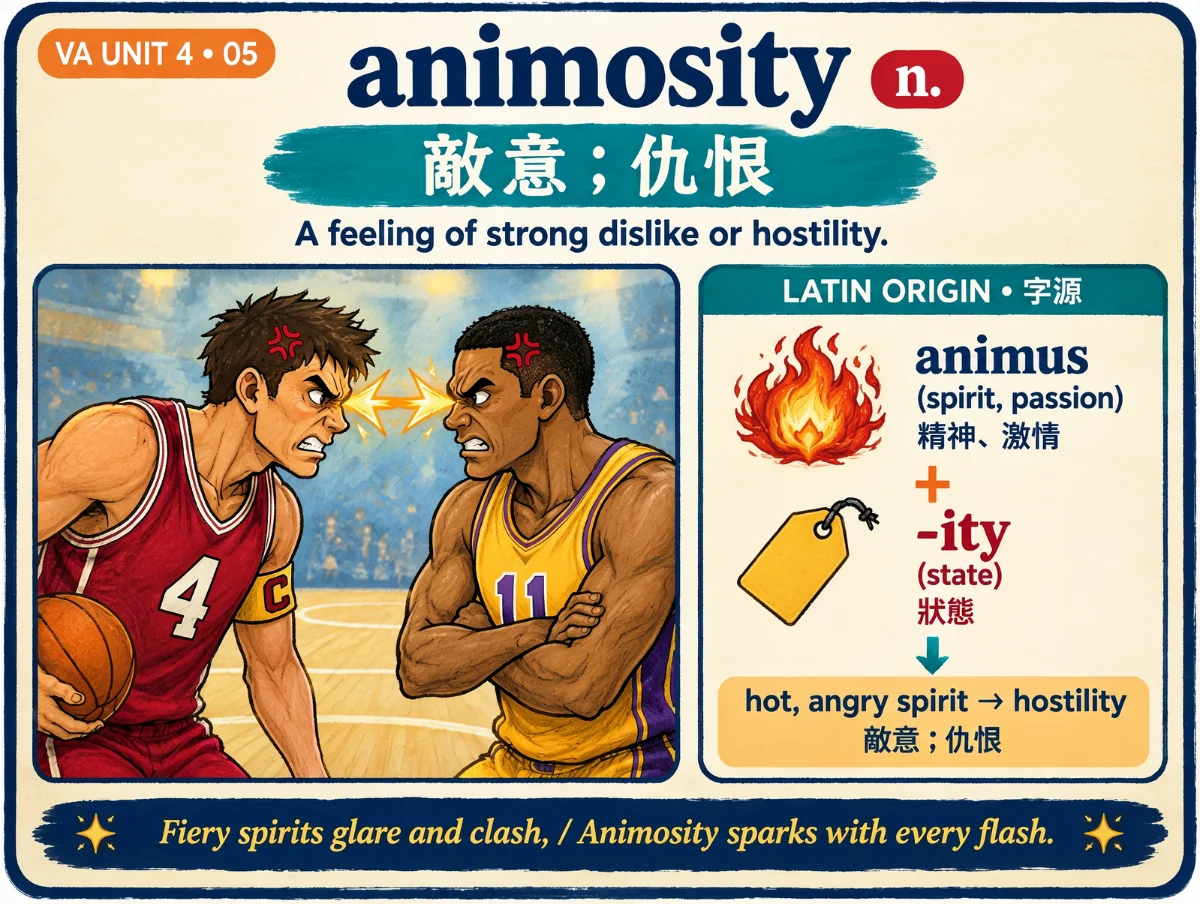 VA UNIT 4 • 05
animosity n.
敵意；仇恨
A feeling of strong dislike or hostility.
4
C
11
LATIN ORIGIN • 字源
animus
(spirit, passion)
精神、激情
+
-ity
(state)
狀態
hot, angry spirit → hostility
敵意；仇恨
Fiery spirits glare and clash, / Animosity sparks with every flash.